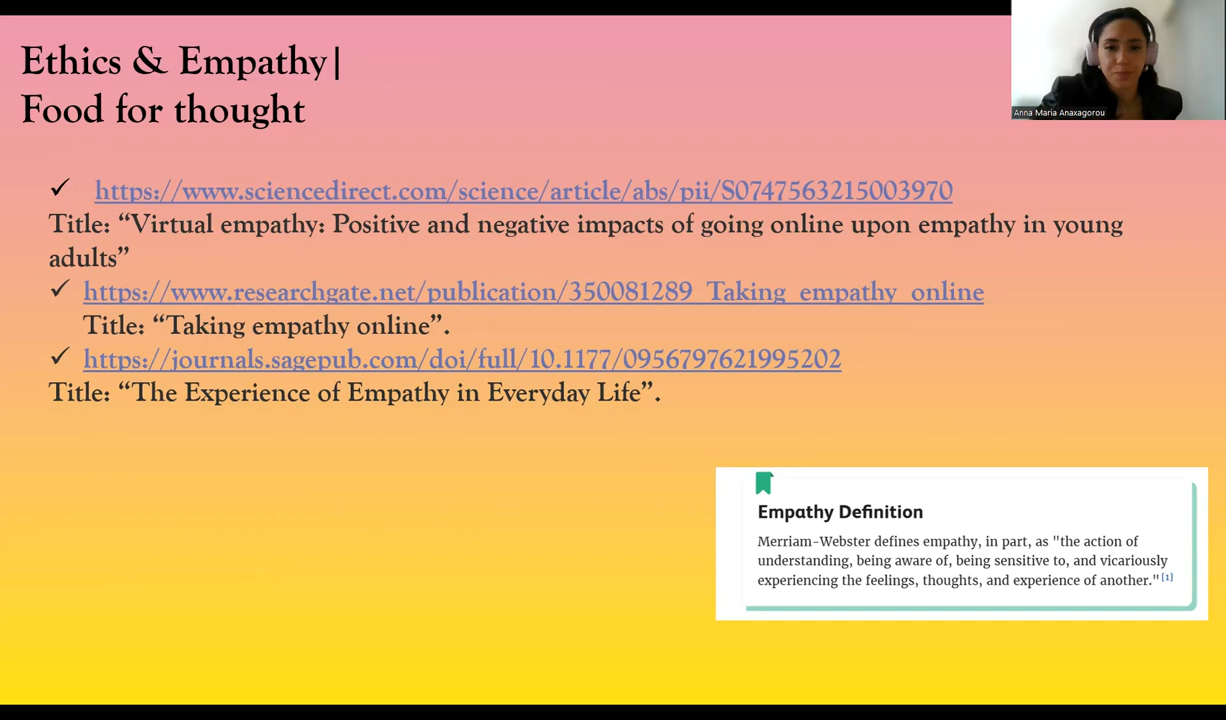 Ethics & Empathy|
Food for thought
Anna Maria Anaxagorou
✓ https://www.sciencedirect.com/science/article/abs/pii/S0747563215003970
Title: “Virtual empathy: Positive and negative impacts of going online upon empathy in young
adults”
✓ https://www.researchgate.net/publication/350081289_Taking_empathy_online
Title: “Taking empathy online”.
✓ https://journals.sagepub.com/doi/full/10.1177/0956797621995202
Title: “The Experience of Empathy in Everyday Life”.
Empathy Definition
Merriam-Webster defines empathy, in part, as "the action of
understanding, being aware of, being sensitive to, and vicariously
experiencing the feelings, thoughts, and experience of another."[1]